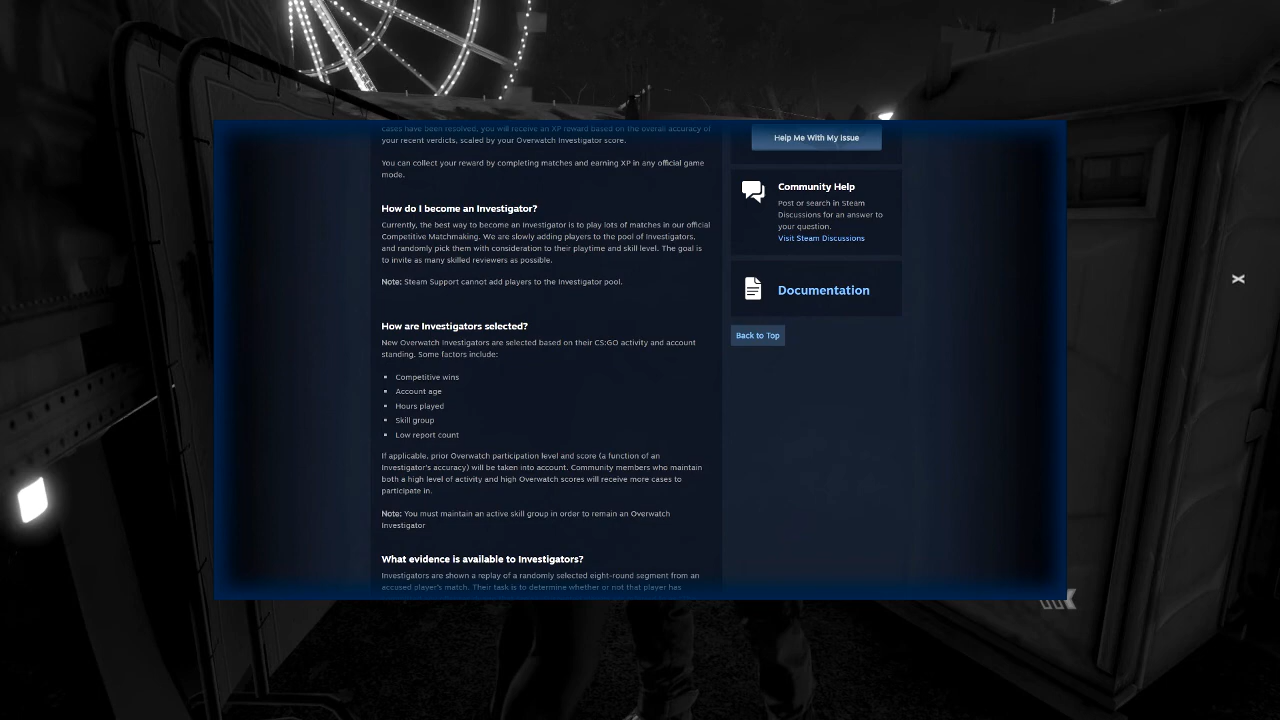 cases have been resolved, you will receive an XP reward based on the overall accuracy of
your recent verdicts, scaled by your Overwatch Investigator score.
You can collect your reward by completing matches and earning XP in any official game
mode.
How do I become an Investigator?
Currently, the best way to become an investigator is to play lots of matches in our official
Competitive Matchmaking. We are slowly adding players to the pool of Investigators,
and randomly pick them with consideration to their playtime and skill level. The goal is
to invite as many skilled reviewers as possible.
Note: Steam Support cannot add players to the Investigator pool.
How are Investigators selected?
New Overwatch Investigators are selected based on their CS:GO activity and account
standing. Some factors include:
Competitive wins
Account age
Hours played
Skill group
Low report count
If applicable, prior Overwatch participation level and score (a function of an
Investigator's accuracy) will be taken into account. Community members who maintain
both a high level of activity and high Overwatch scores will receive more cases to
participate in.
Note: You must maintain an active skill group in order to remain an Overwatch
Investigator
What evidence is available to Investigators?
Investigators are shown a replay of a randomly selected eight-round segment from an
accused player's match. Their task is to determine whether or not that player has
Help Me With My Issue
Community Help
Post or search in Steam
Discussions for an answer to
your question.
Visit Steam Discussions
Documentation
Back to Top